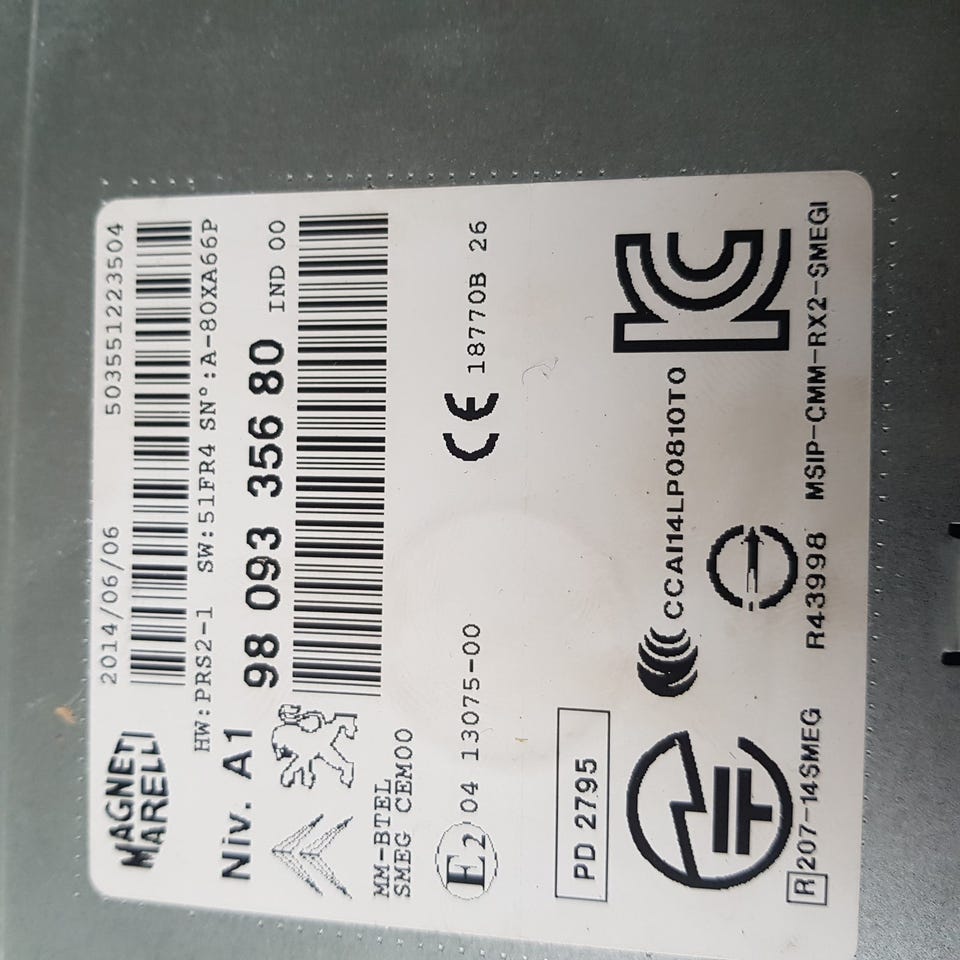 MAGNETI
MARELLI
2014/06/06 503551223504
HW:PRS2-1 SW:51FR4 SN°:A-80XA66P
Niv. A1 98 093 356 80 IND 00
MM-BTEL
SMEG CEM00
E2 04 13075-00 CE 18770B 26
PD 2795
CCAI14LP0810T0
R 207-14SMEG R43998 MSIP-CMM-RX2-SMEGI